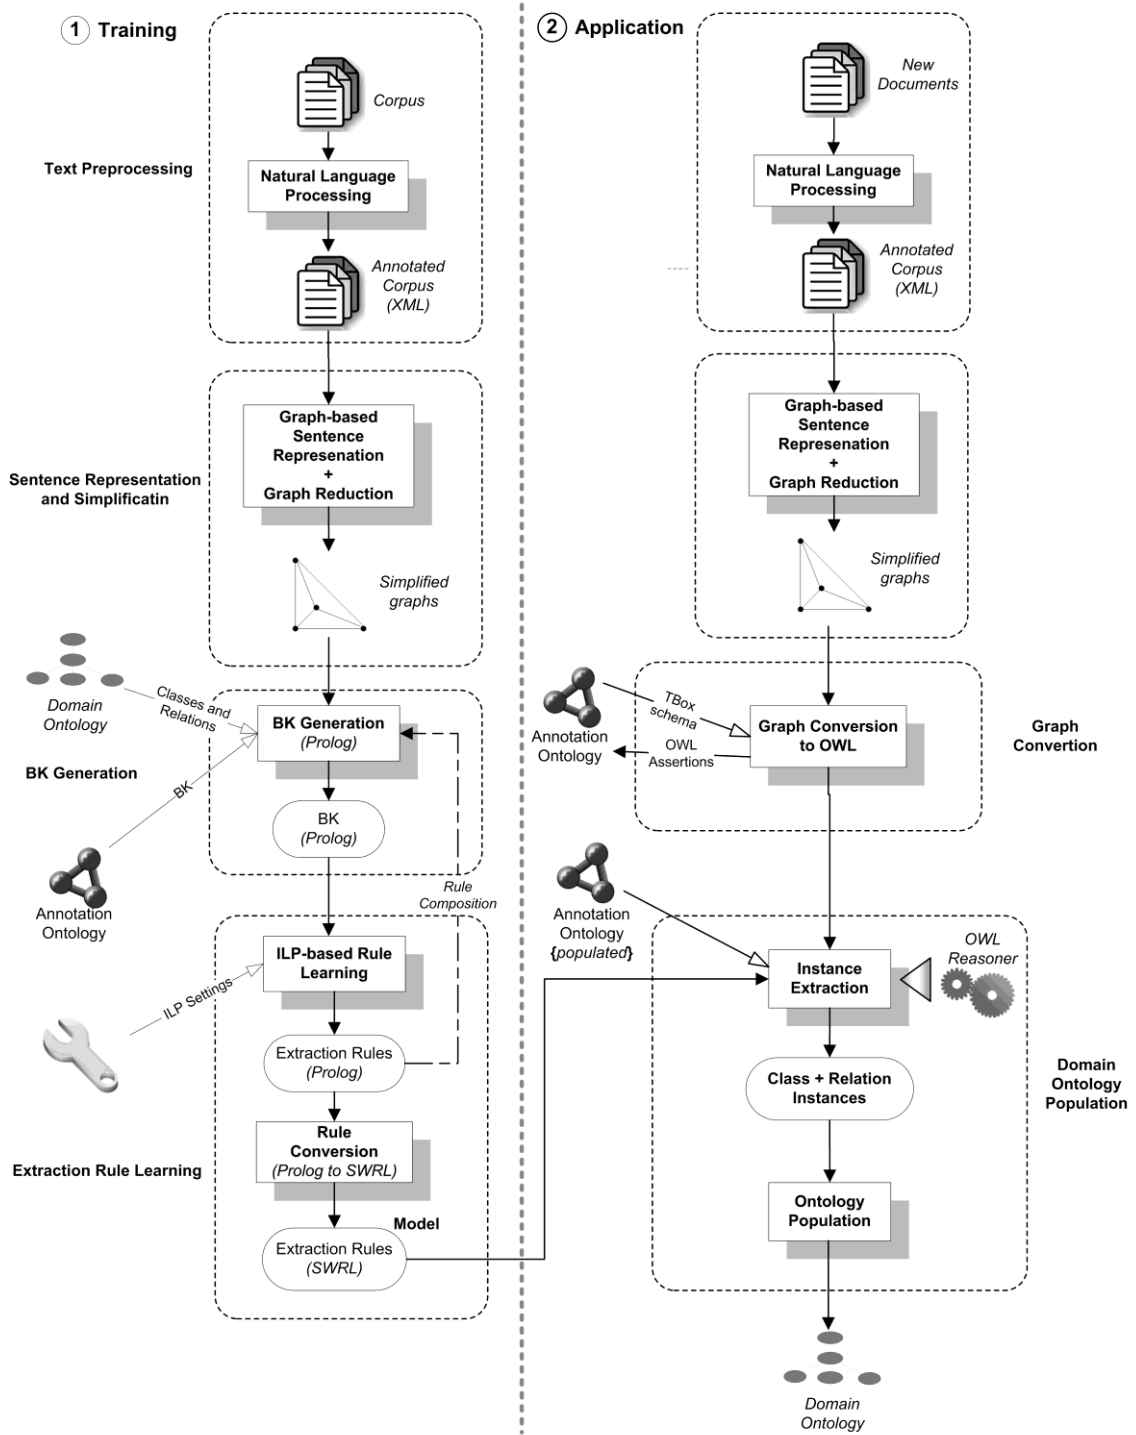 1 Training
Corpus
Text Preprocessing
Natural Language
Processing
Annotated
Corpus
(XML)
Graph-based
Sentence
Represenation
+
Graph Reduction
Sentence Representation
and Simplificatin
Simplified
graphs
Domain
Ontology
Classes and
Relations
BK Generation
(Prolog)
BK Generation
BK
BK
(Prolog)
Annotation
Ontology
Rule
Composition
ILP-based Rule
Learning
ILP Settings
Extraction Rules
(Prolog)
Rule
Conversion
(Prolog to SWRL)
Extraction Rule Learning
Model
Extraction Rules
(SWRL)
2 Application
New
Documents
Natural Language
Processing
Annotated
Corpus
(XML)
Graph-based
Sentence
Represenation
+
Graph Reduction
Simplified
graphs
TBox
schema
Annotation
Ontology
OWL
Assertions
Graph Conversion
to OWL
Graph
Convertion
Annotation
Ontology
{populated}
Instance
Extraction
OWL
Reasoner
Class + Relation
Instances
Domain
Ontology
Population
Ontology
Population
Domain
Ontology